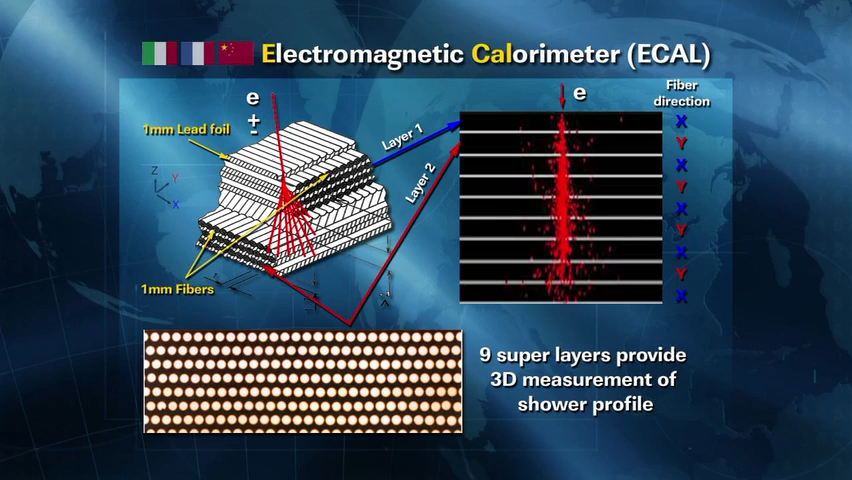 Electromagnetic Calorimeter (ECAL)
e
+
-
1mm Lead foil
Z
Y
X
Layer 1
Layer 2
1mm Fibers
e
Fiber
direction
X
Y
X
Y
X
Y
X
Y
X
9 super layers provide
3D measurement of
shower profile